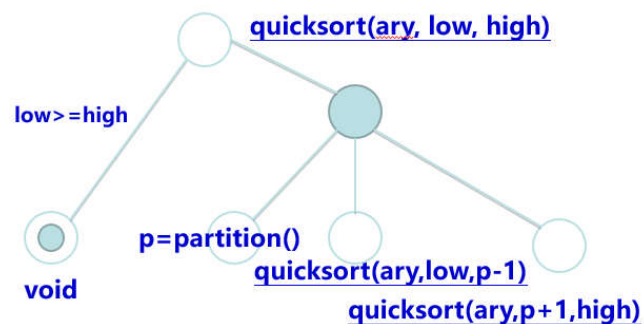 quicksort(ary, low, high)
low>=high
p=partition()
void
quicksort(ary,low,p-1)
quicksort(ary,p+1,high)